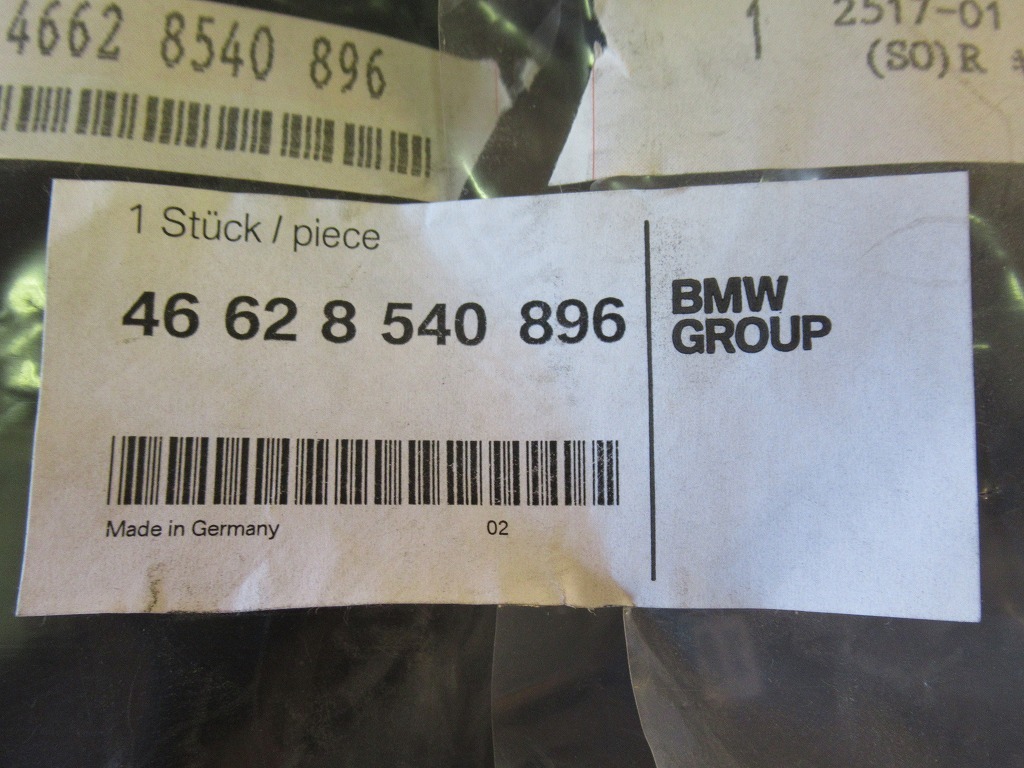 4662 8540 896
1
2517-01
(SO)R *
1 Stück / piece
46 62 8 540 896
BMW
GROUP
Made in Germany 02